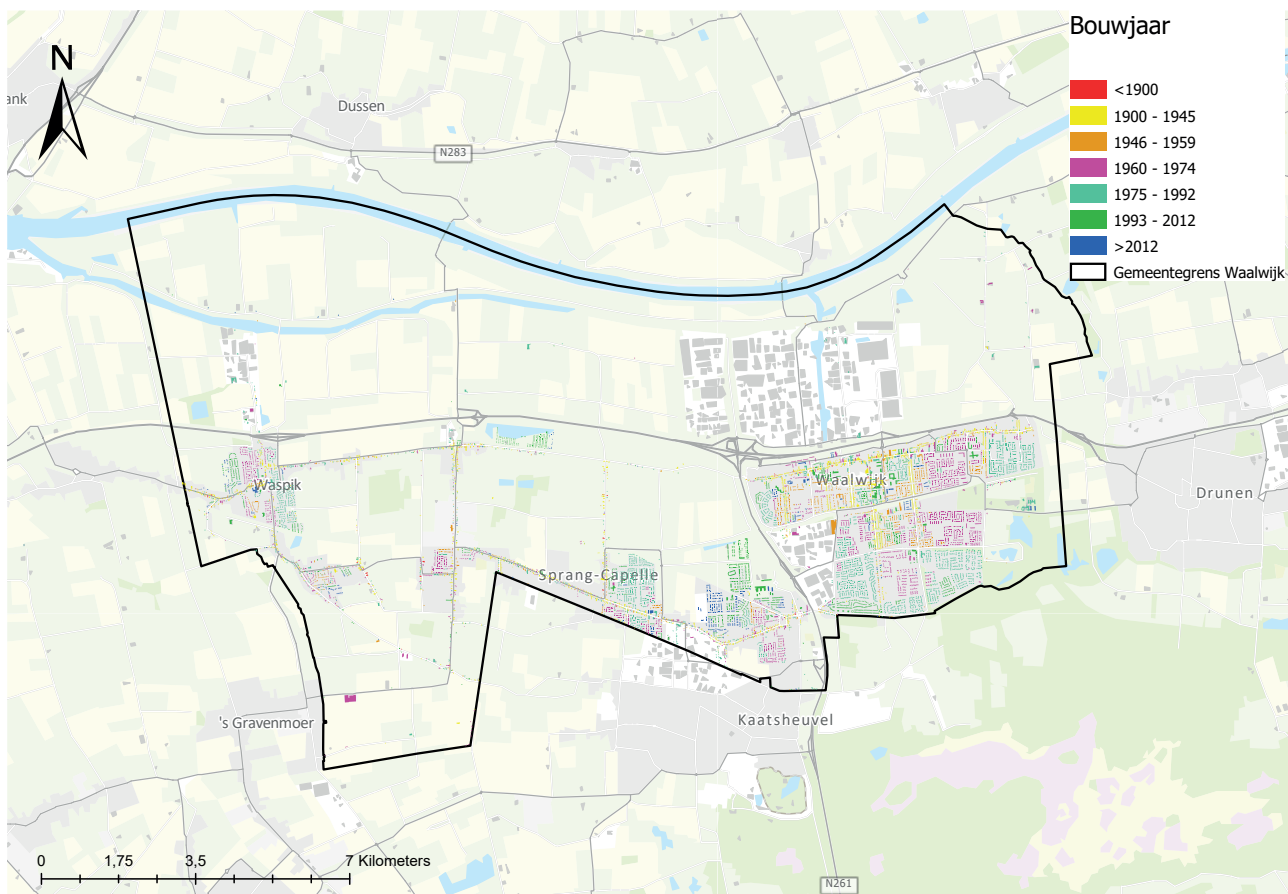 Bouwjaar
<1900
1900 - 1945
1946 - 1959
1960 - 1974
1975 - 1992
1993 - 2012
>2012
Gemeentegrens Waalwijk
N
ank
Dussen
N283
Waspik
Waalwijk
Drunen
Sprang-Capelle
's Gravenmoer
Kaatsheuvel
0 1,75 3,5 7 Kilometers
N261